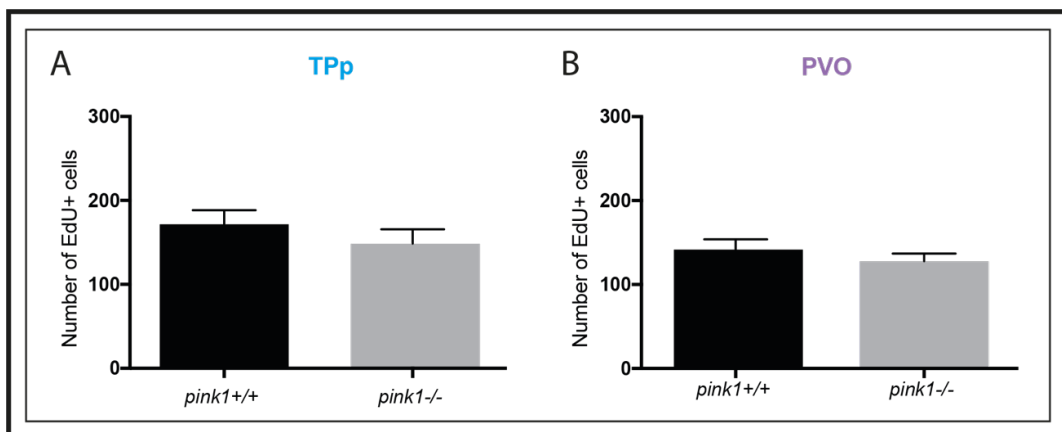 A
TPp
Number of EdU+ cells
300
200
100
0
pink1+/+
pink1-/-
B
PVO
Number of EdU+ cells
300
200
100
0
pink1+/+
pink1-/-